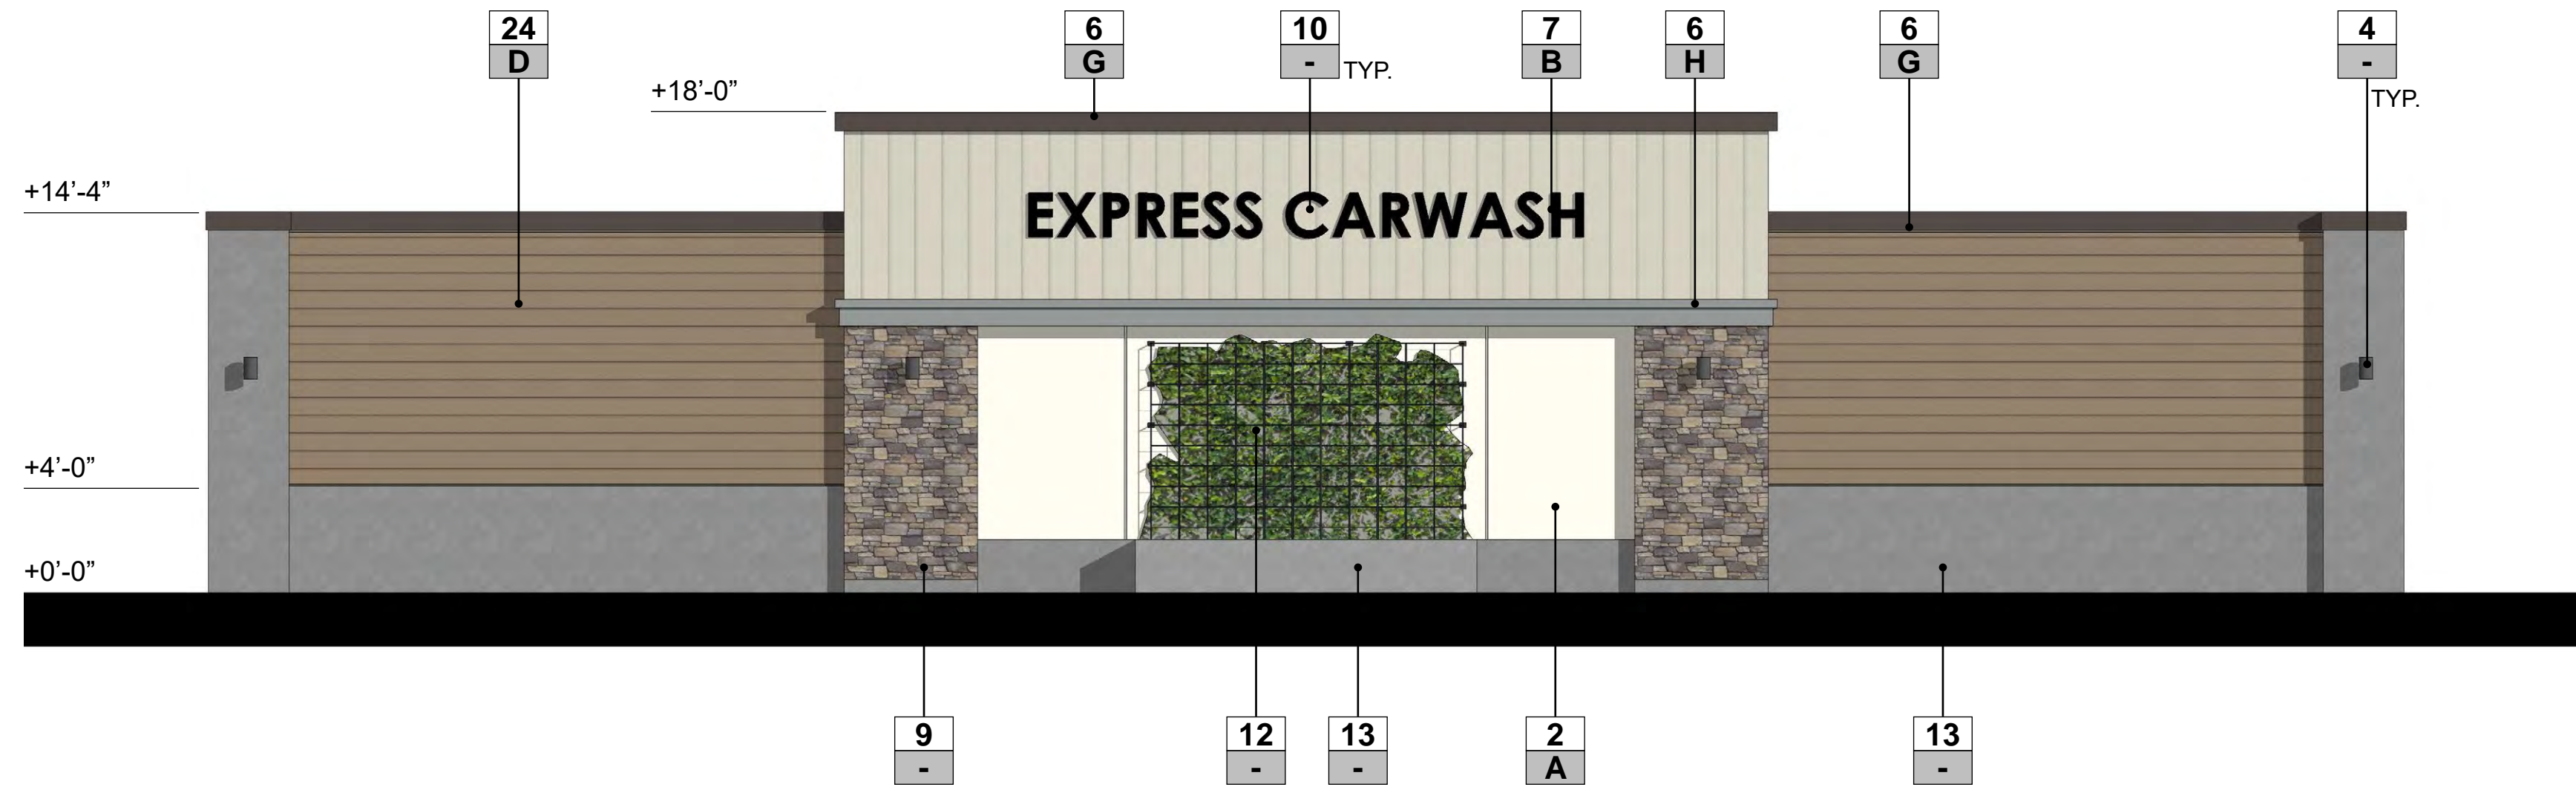 24
D
6
G
10
-
TYP.
7
B
6
H
6
G
4
-
TYP.
+18’-0”
+14’-4”
EXPRESS CARWASH
+4’-0”
+0’-0”
9
-
12
-
13
-
2
A
13
-